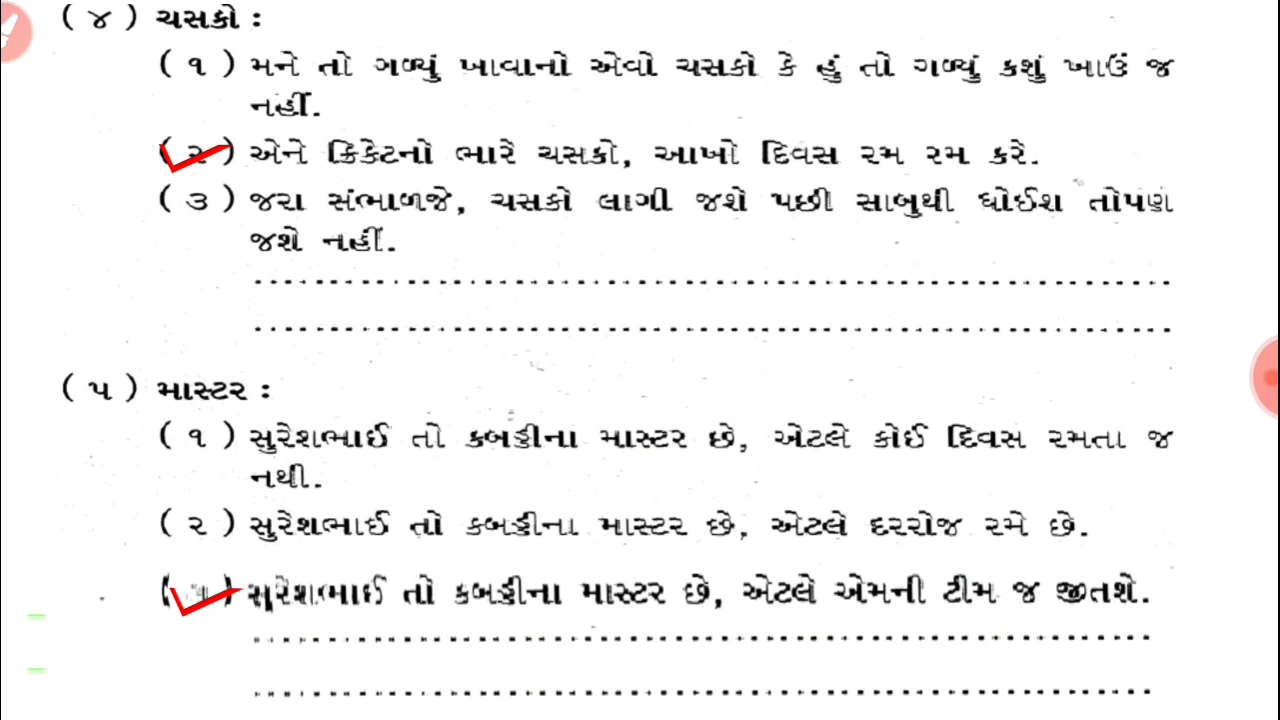 ( ૪ ) ચસકો :
( ૧ ) મને તો ગળ્યું ખાવાનો એવો ચસકો કે હું તો ગળ્યું કશું ખાઉં જ
નહીં.
( ૨ ) એને ક્રિકેટનો ભારે ચસકો, આખો દિવસ રમ રમ કરે.
( ૩ ) જરા સંભાળજે, ચસકો લાગી જશે પછી સાબુથી ધોઈશ તોપણ
જશે નહીં.
( ૫ ) માસ્ટર :
( ૧ ) સુરેશભાઈ તો કબડ્ડીના માસ્ટર છે, એટલે કોઈ દિવસ રમતા જ
નથી.
( ૨ ) સુરેશભાઈ તો કબડ્ડીના માસ્ટર છે, એટલે દરરોજ રમે છે.
સુરેશભાઈ તો કબડ્ડીના માસ્ટર છે, એટલે એમની ટીમ જ જીતશે.